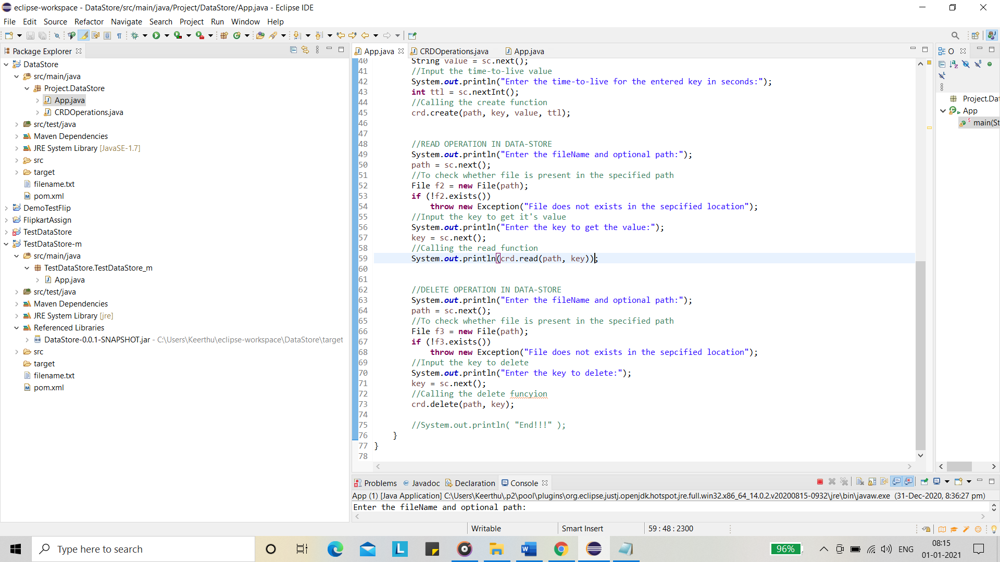 eclipse-workspace - DataStore/src/main/java/Project/DataStore/App.java - Eclipse IDE
File Edit Source Refactor Navigate Search Project Run Window Help
Package Explorer
DataStore
src/main/java
Project.DataStore
App.java
CRDOperations.java
src/test/java
Maven Dependencies
JRE System Library [JavaSE-1.7]
src
target
filename.txt
pom.xml
DemoTestFlip
FlipkartAssign
TestDataStore
TestDataStore-m
src/main/java
TestDataStore.TestDataStore_m
App.java
src/test/java
Maven Dependencies
JRE System Library [jre]
Referenced Libraries
DataStore-0.0.1-SNAPSHOT.jar - C:\Users\Keerthu\eclipse-workspace\DataStore\target
src
target
filename.txt
pom.xml
App.java CRDOperations.java App.java
40 String value = sc.next();
41 //Input the time-to-live value
42 System.out.println("Enter the time-to-live for the entered key in seconds:");
43 int ttl = sc.nextInt();
44 //Calling the create function
45 crd.create(path, key, value, ttl);
46
47
48 //READ OPERATION IN DATA-STORE
49 System.out.println("Enter the fileName and optional path:");
50 path = sc.next();
51 //To check whether file is present in the specified path
52 File f2 = new File(path);
53 if (!f2.exists())
54 throw new Exception("File does not exists in the sepcified location");
55 //Input the key to get it's value
56 System.out.println("Enter the key to get the value:");
57 key = sc.next();
58 //Calling the read function
59 System.out.println(crd.read(path, key));
60
61
62 //DELETE OPERATION IN DATA-STORE
63 System.out.println("Enter the fileName and optional path:");
64 path = sc.next();
65 //To check whether file is present in the specified path
66 File f3 = new File(path);
67 if (!f3.exists())
68 throw new Exception("File does not exists in the sepcified location");
69 //Input the key to delete
70 System.out.println("Enter the key to delete:");
71 key = sc.next();
72 //Calling the delete funcyion
73 crd.delete(path, key);
74
75 //System.out.println( "End!!!" );
76 }
77 }
78
O
Project.Dat
App
main(St
Problems @ Javadoc Declaration Console
App (1) [Java Application] C:\Users\Keerthu\.p2\pool\plugins\org.eclipse.justj.openjdk.hotspot.jre.full.win32.x86_64_14.0.2.v20200815-0932\jre\bin\javaw.exe (31-Dec-2020, 8:36:27 pm)
Enter the fileName and optional path:
Writable Smart Insert 59 : 48 : 2300
Type here to search
96%
ENG
08:15
01-01-2021